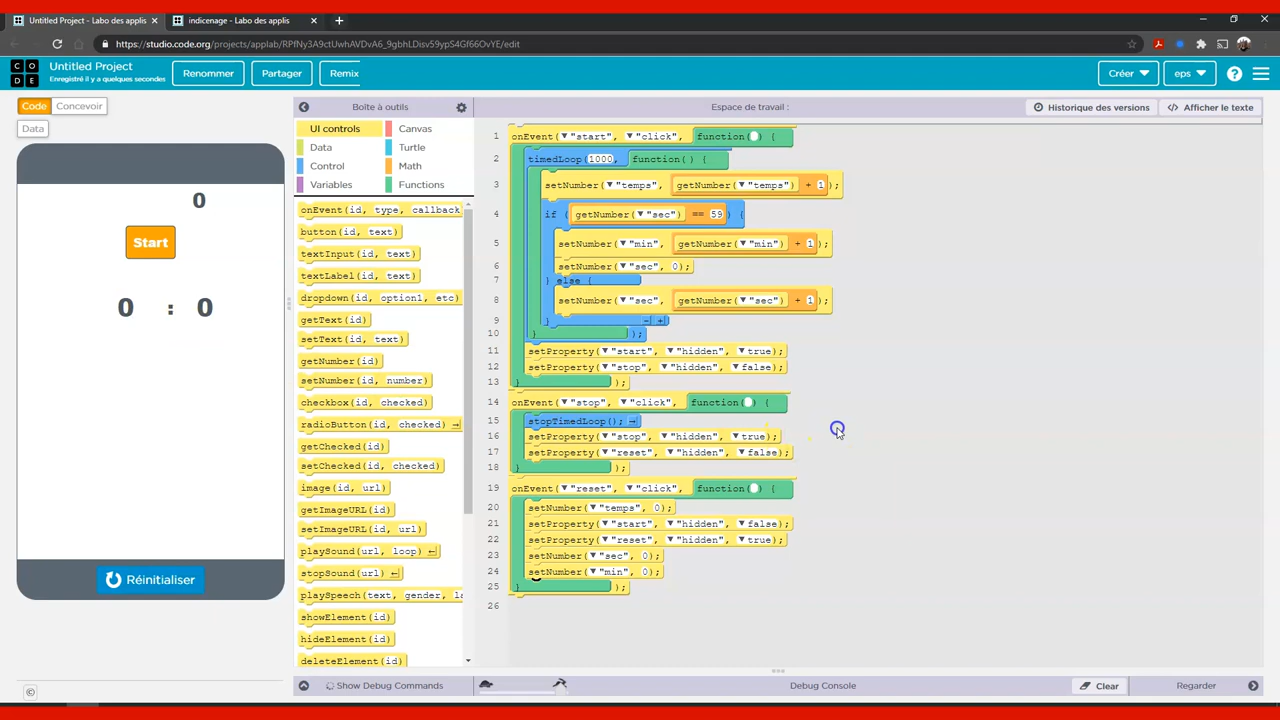 Untitled Project - Labo des applis
indicenage - Labo des applis
https://studio.code.org/projects/applab/RPfNy3A9ctUwhAVDvA6_9gbhLDisv59ypS4Gf66OvYE/edit
CODE
Untitled Project
Enregistré il y a quelques secondes
Renommer
Partager
Remix
Créer
eps
Code
Concevoir
Data
Boîte à outils
Espace de travail :
Historique des versions
</> Afficher le texte
0
Start
0 : 0
Réinitialiser
UI controls
Canvas
Data
Turtle
Control
Math
Variables
Functions
onEvent(id, type, callback
button(id, text)
textInput(id, text)
textLabel(id, text)
dropdown(id, option1, etc)
getText(id)
setText(id, text)
getNumber(id)
setNumber(id, number)
checkbox(id, checked)
radioButton(id, checked)
getChecked(id)
setChecked(id, checked)
image(id, url)
getImageURL(id)
setImageURL(id, url)
playSound(url, loop)
stopSound(url)
playSpeech(text, gender, la
showElement(id)
hideElement(id)
deleteElement(id)
1 onEvent("start", "click", function() {
2 timedLoop(1000, function() {
3 setNumber("temps", getNumber("temps") + 1);
4 if (getNumber("sec") == 59) {
5 setNumber("min", getNumber("min") + 1);
6 setNumber("sec", 0);
7 } else {
8 setNumber("sec", getNumber("sec") + 1);
9 } - +
10 });
11 setProperty("start", "hidden", true);
12 setProperty("stop", "hidden", false);
13 });
14 onEvent("stop", "click", function() {
15 stopTimedLoop();
16 setProperty("stop", "hidden", true);
17 setProperty("reset", "hidden", false);
18 });
19 onEvent("reset", "click", function() {
20 setNumber("temps", 0);
21 setProperty("start", "hidden", false);
22 setProperty("reset", "hidden", true);
23 setNumber("sec", 0);
24 setNumber("min", 0);
25 });
26
©
Show Debug Commands
Debug Console
Clear
Regarder